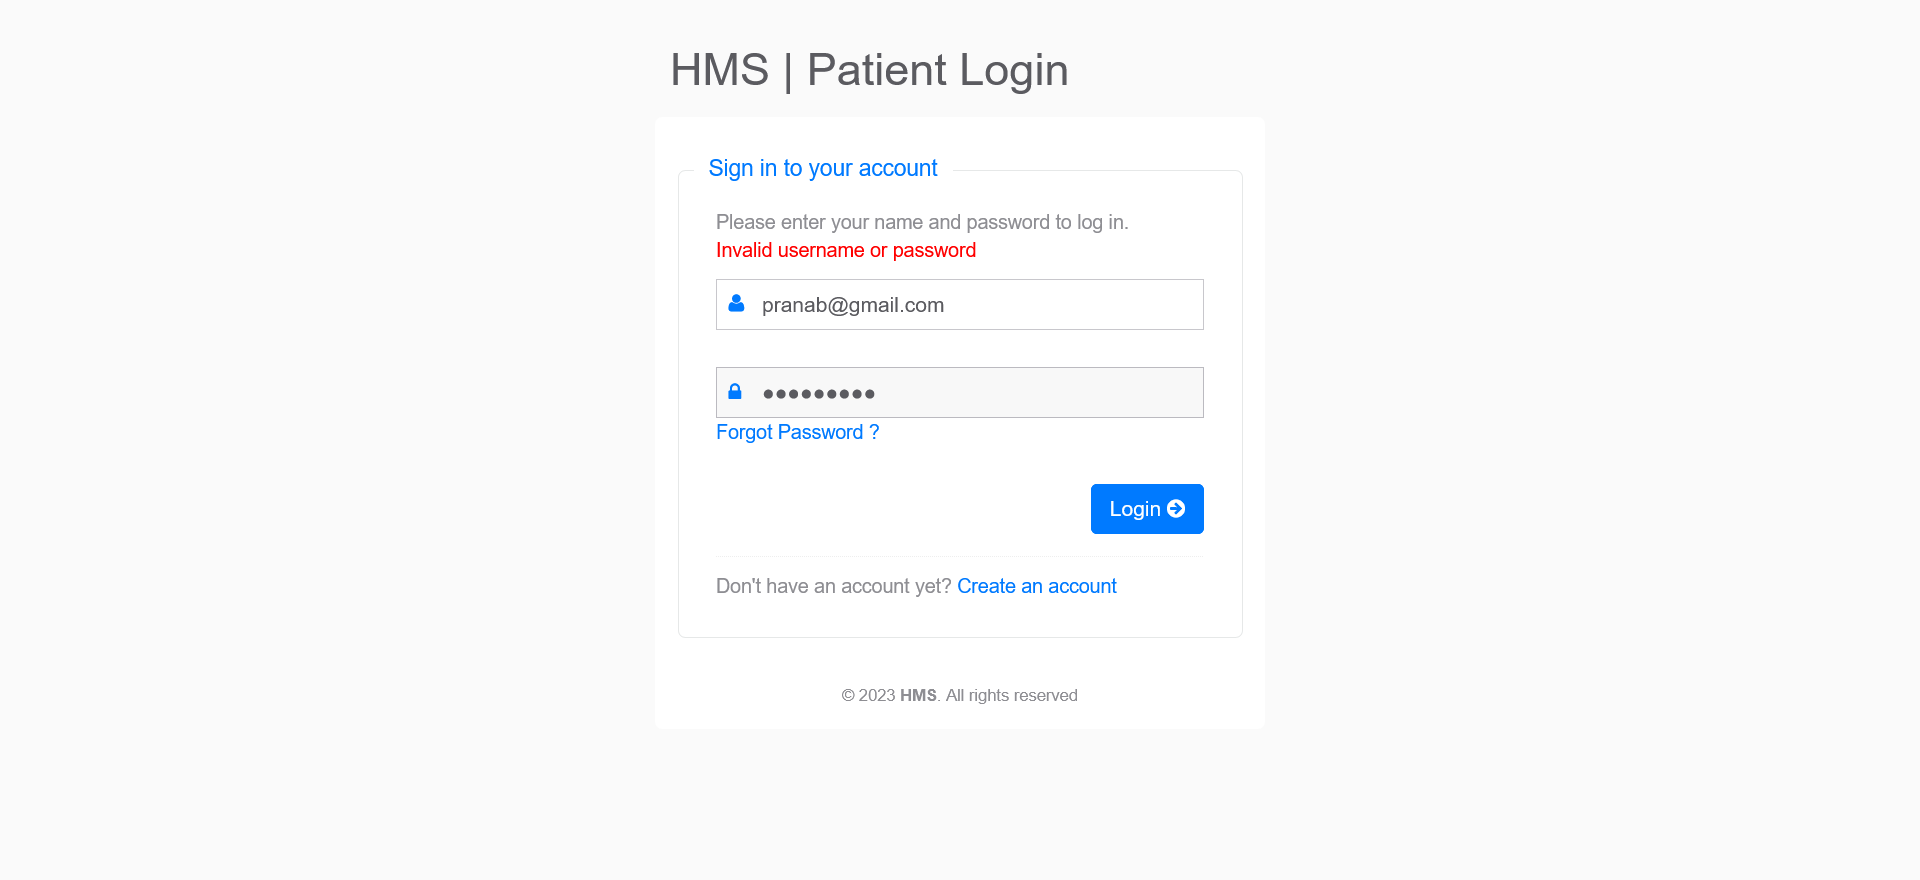 HMS | Patient Login
Sign in to your account
Please enter your name and password to log in.
Invalid username or password
pranab@gmail.com
●●●●●●●●●
Forgot Password ?
Login
Don't have an account yet? Create an account
© 2023 HMS. All rights reserved